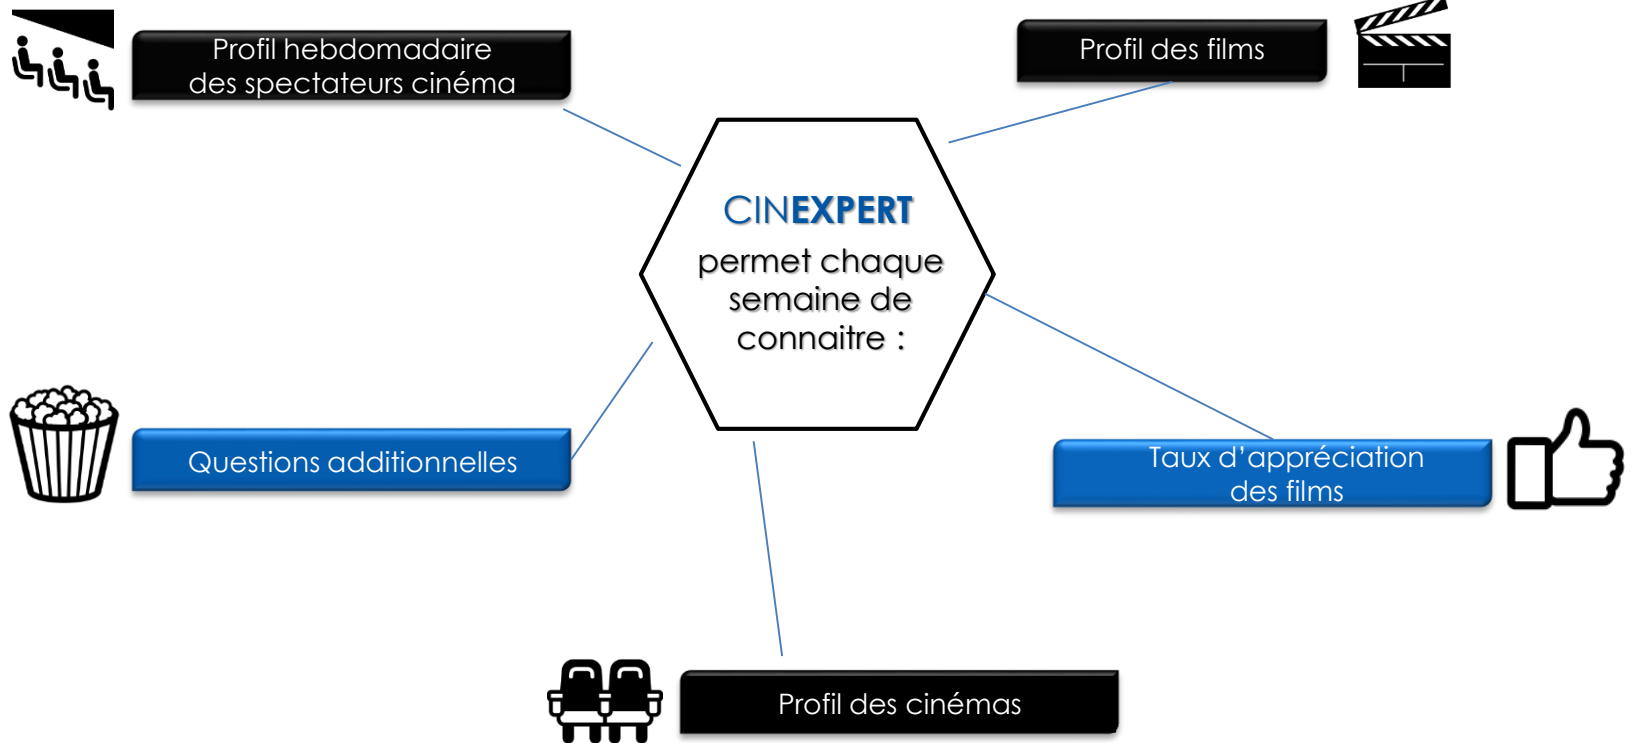 Profil hebdomadaire
des spectateurs cinéma
Profil des films
CINEXPERT
permet chaque
semaine de
connaitre :
Questions additionnelles
Taux d’appréciation
des films
Profil des cinémas